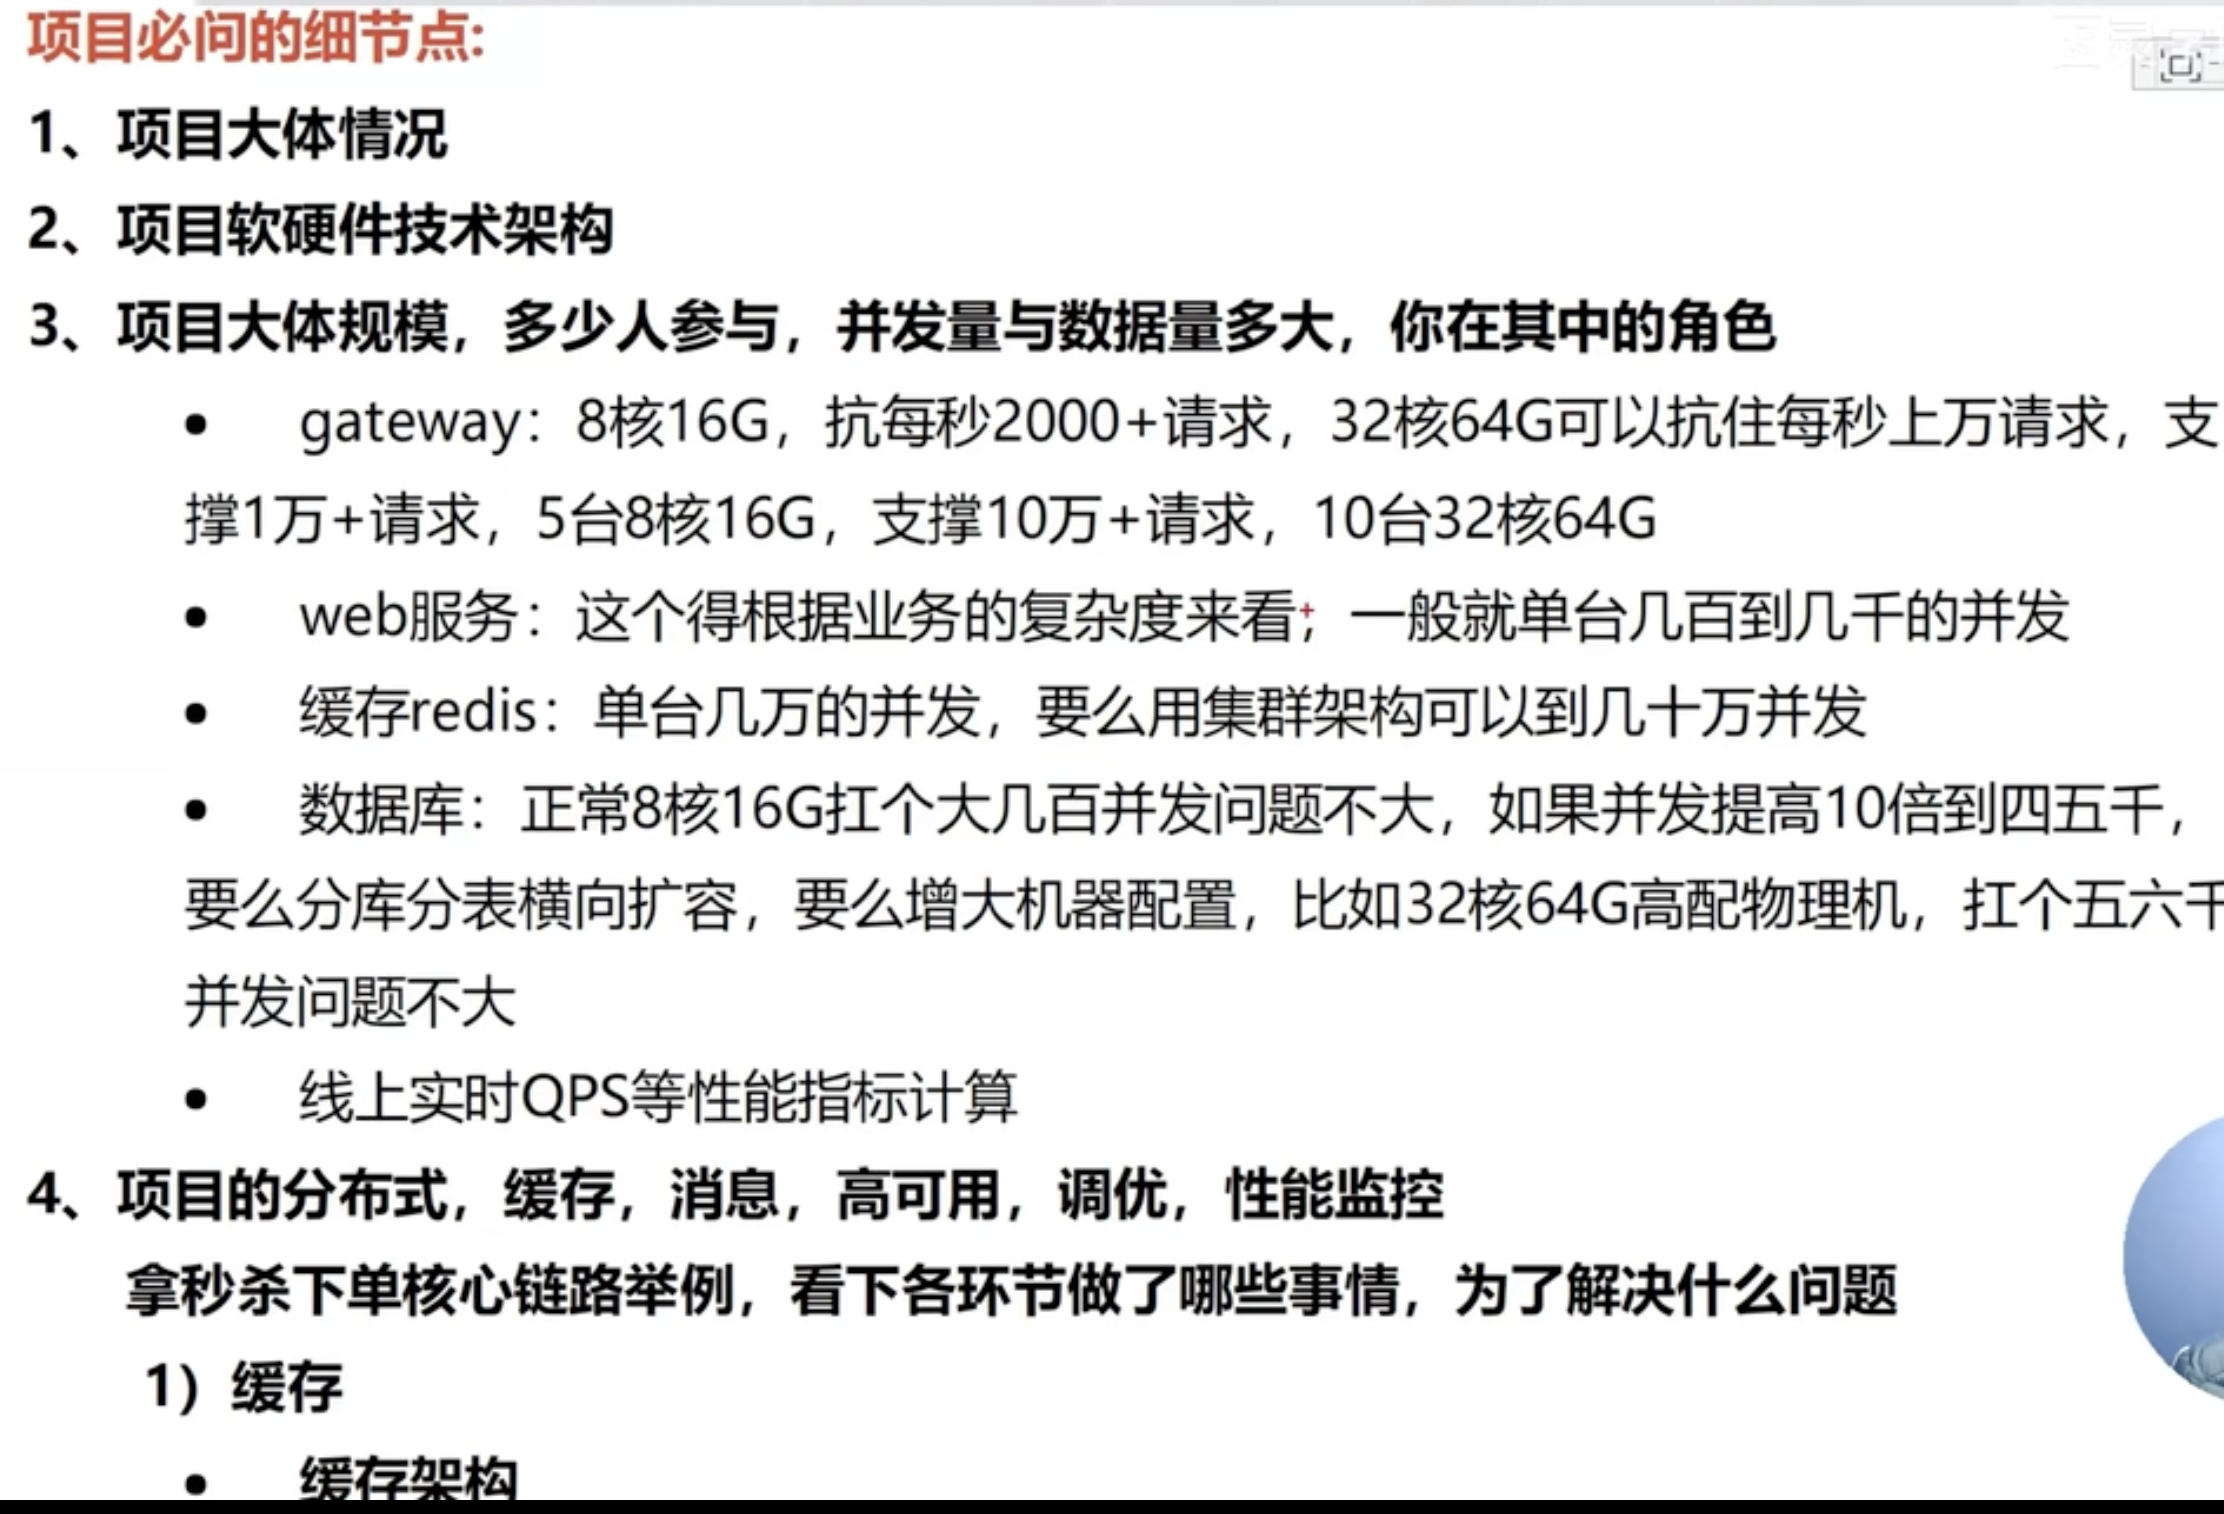 项目必问的细节点:
1、项目大体情况
2、项目软硬件技术架构
3、项目大体规模，多少人参与，并发量与数据量多大，你在其中的角色
• gateway：8核16G，抗每秒2000+请求，32核64G可以抗住每秒上万请求，支
撑1万+请求，5台8核16G，支撑10万+请求，10台32核64G
• web服务：这个得根据业务的复杂度来看，一般就单台几百到几千的并发
• 缓存redis：单台几万的并发，要么用集群架构可以到几十万并发
• 数据库：正常8核16G扛个大几百并发问题不大，如果并发提高10倍到四五千，
要么分库分表横向扩容，要么增大机器配置，比如32核64G高配物理机，扛个五六千
并发问题不大
• 线上实时QPS等性能指标计算
4、项目的分布式，缓存，消息，高可用，调优，性能监控
拿秒杀下单核心链路举例，看下各环节做了哪些事情，为了解决什么问题
1）缓存
• 缓存架构